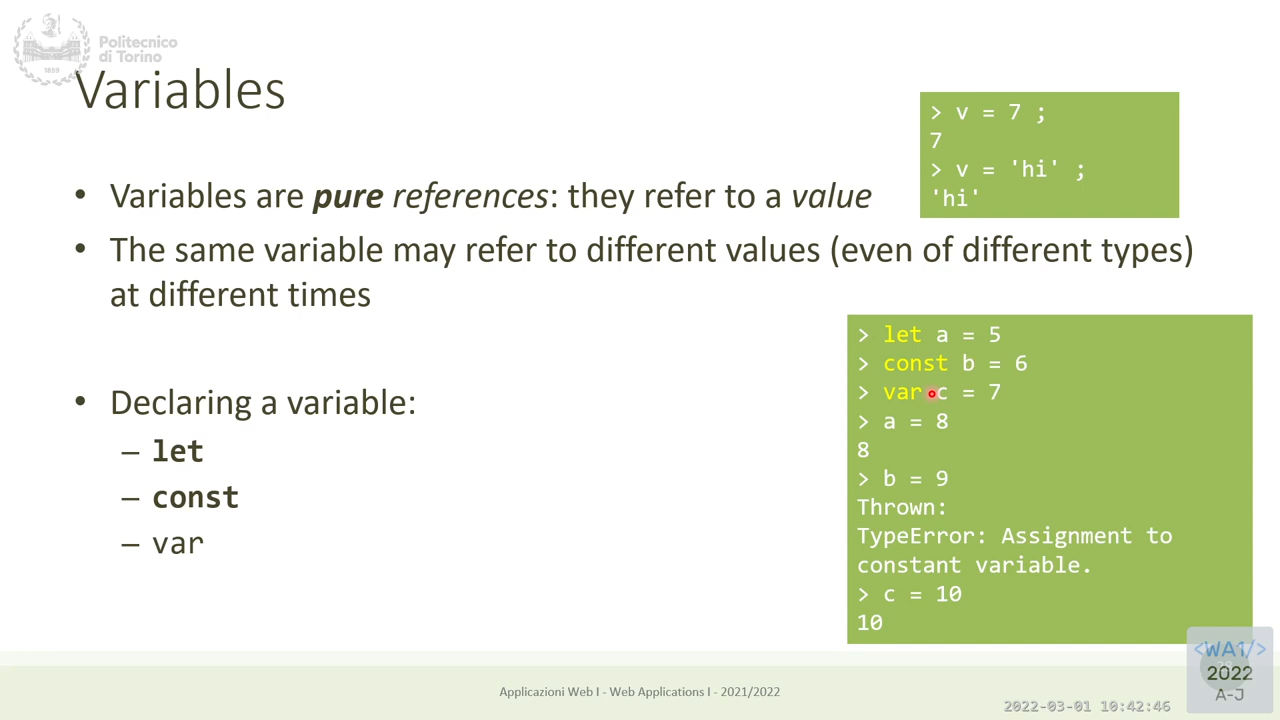 Politecnico
di Torino
1859
Variables
> v = 7 ;
7
> v = 'hi' ;
'hi'
• Variables are pure references: they refer to a value
• The same variable may refer to different values (even of different types)
at different times
• Declaring a variable:
– let
– const
– var
> let a = 5
> const b = 6
> var c = 7
> a = 8
8
> b = 9
Thrown:
TypeError: Assignment to
constant variable.
> c = 10
10
Applicazioni Web I - Web Applications I - 2021/2022
<WA1/>
2022
A-J
2022-03-01 10:42:46